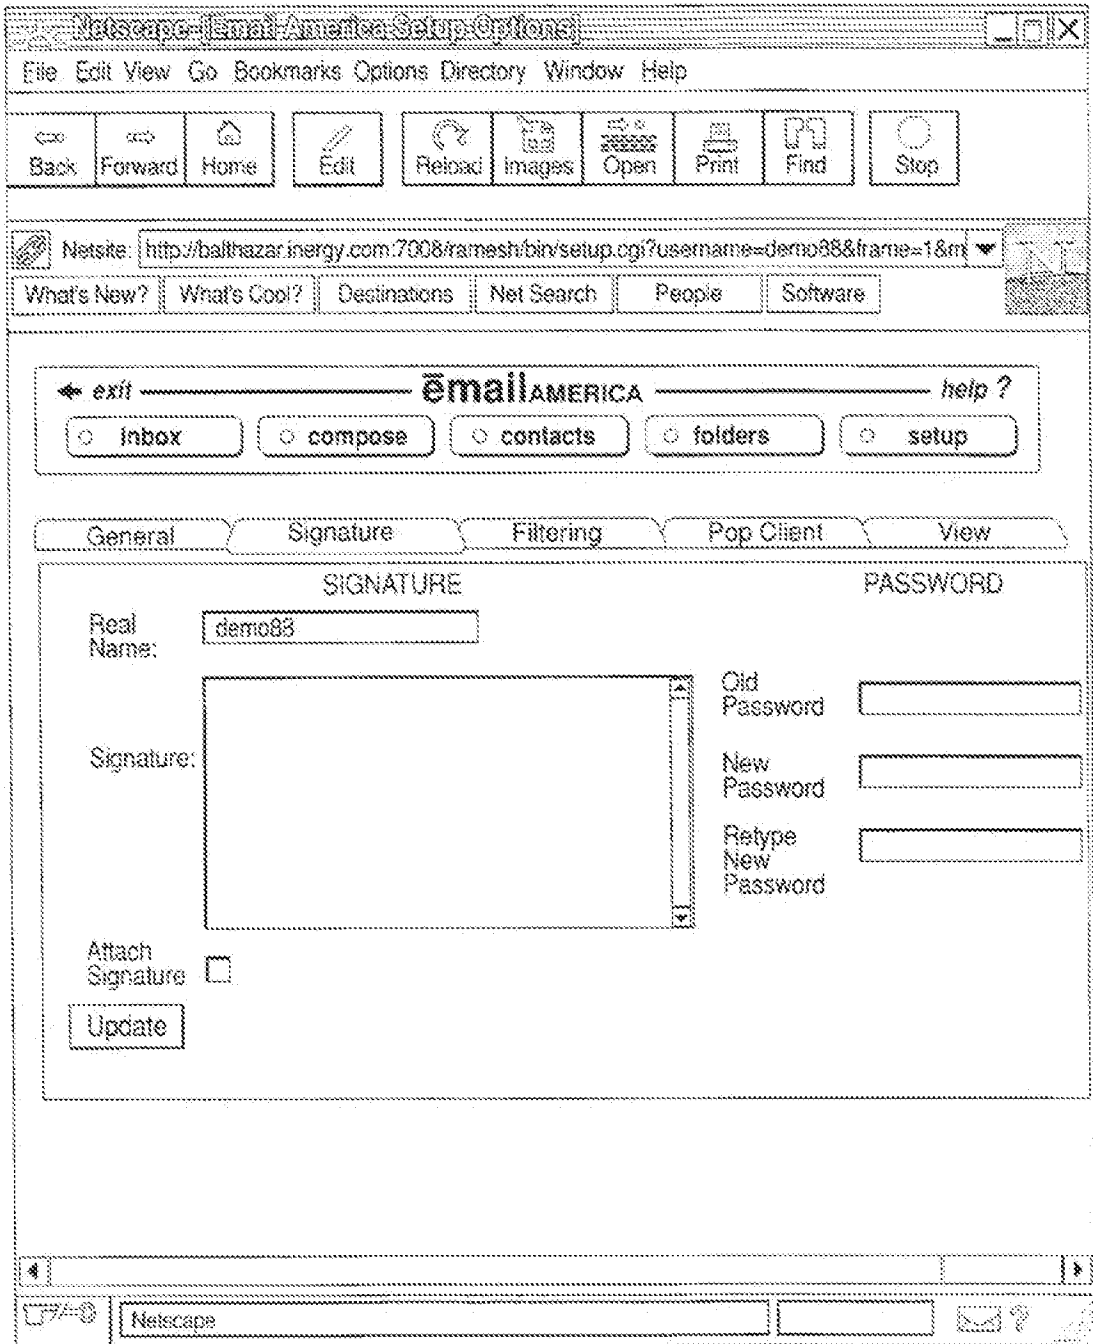 Netscape-[Email America Setup Options]
File Edit View Go Bookmarks Options Directory Window Help
Back Forward Home Edit Reload Images Open Print Find Stop
Netsite: http://balthazar.inergy.com:7008/ramesh/bin/setup.cgi?username=demo88&frame=1&m
What's New? What's Cool? Destinations Net Search People Software
exit ēmailAMERICA help ?
inbox compose contacts folders setup
General Signature Filtering Pop Client View
SIGNATURE PASSWORD
Real
Name:
demo88
Signature:
Old
Password
New
Password
Retype
New
Password
Attach
Signature
Update
Netscape